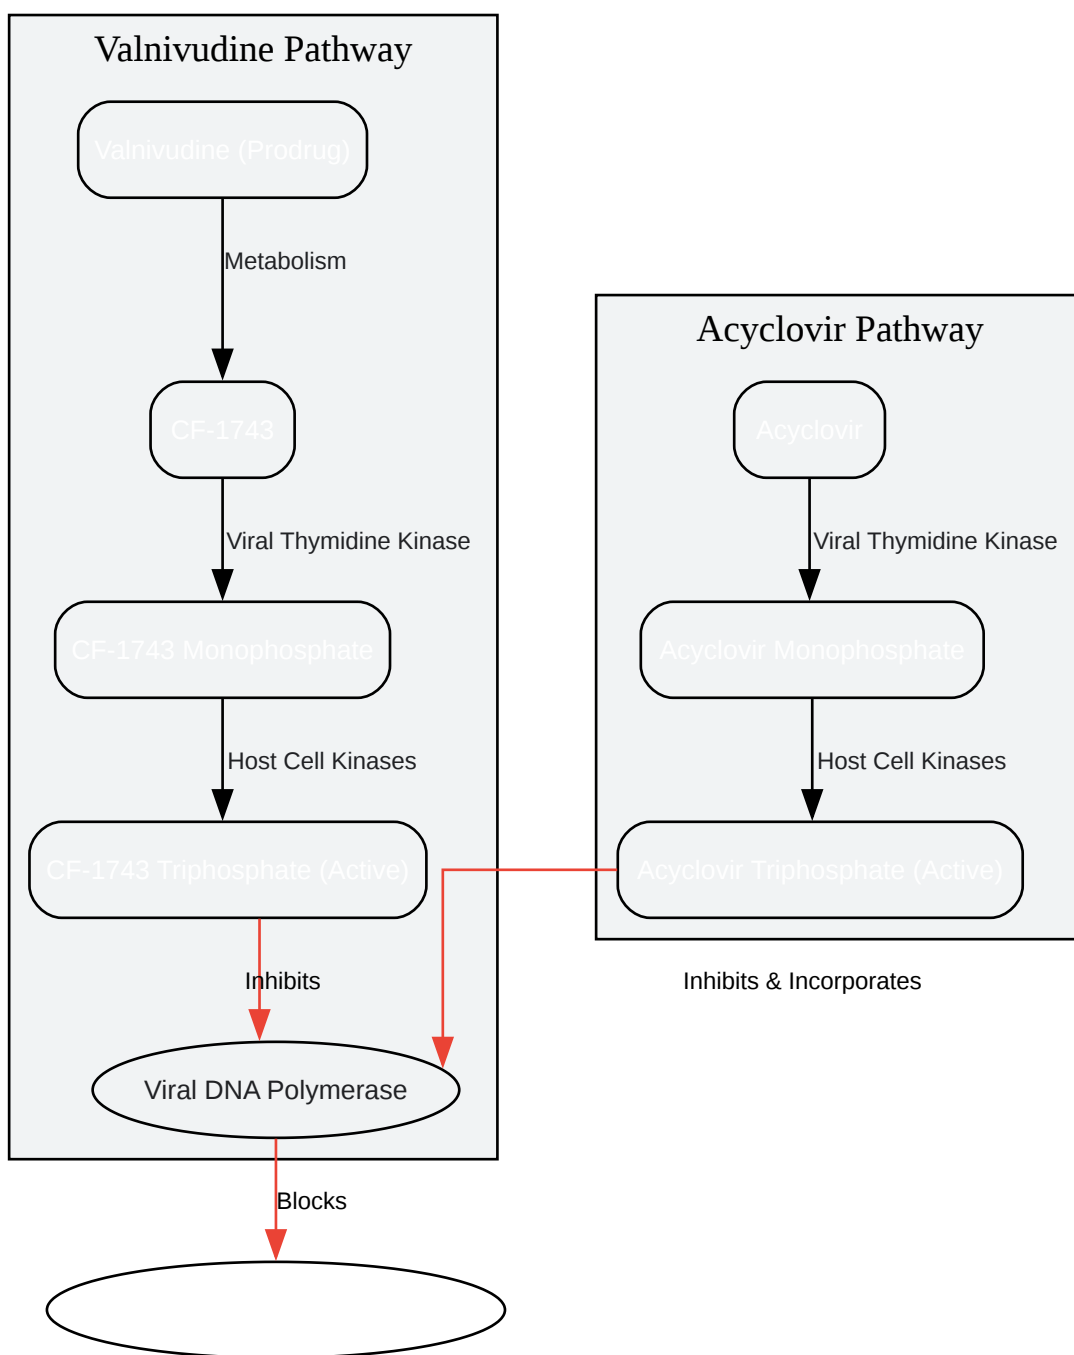 Valnivudine Pathway
Valnivudine (Prodrug)
Metabolism
CF-1743
Viral Thymidine Kinase
CF-1743 Monophosphate
Host Cell Kinases
CF-1743 Triphosphate (Active)
Inhibits
Viral DNA Polymerase
Blocks
Acyclovir Pathway
Acyclovir
Viral Thymidine Kinase
Acyclovir Monophosphate
Host Cell Kinases
Acyclovir Triphosphate (Active)
Inhibits & Incorporates